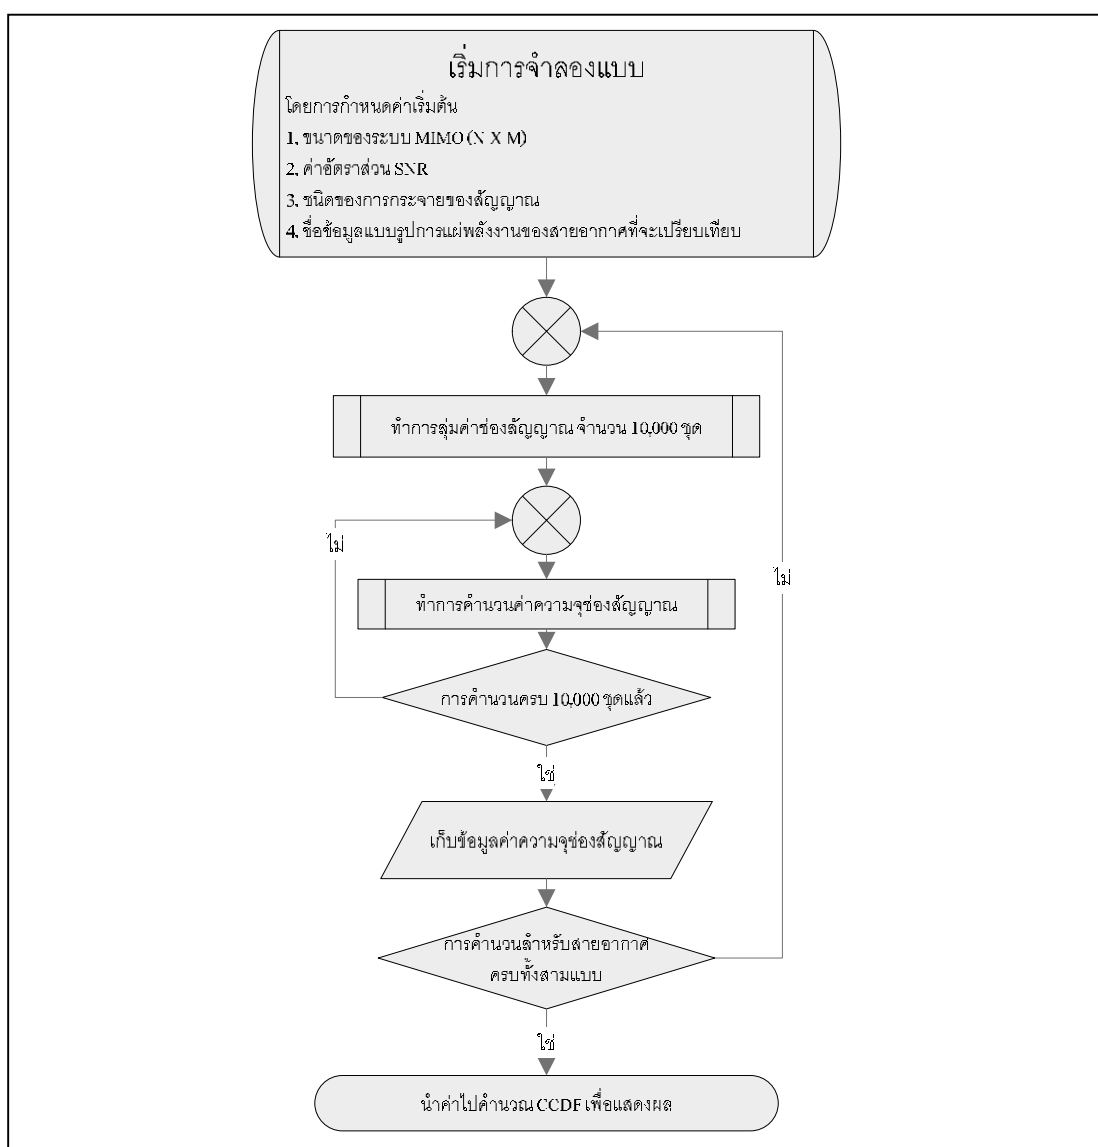 เริ่มการจำลองแบบ
โดยการกำหนดค่าเริ่มต้น
1. ขนาดของระบบ MIMO (N X M)
2. ค่าอัตราส่วน SNR
3. ชนิดของการกระจายของสัญญาณ
4. ชื่อข้อมูลแบบรูปการแผ่พลังงานของสายอากาศที่จะเปรียบเทียบ
ทำการสุ่มค่าช่องสัญญาณ จำนวน 10,000 ชุด
ไม่
ไม่
ทำการคำนวนค่าความจุช่องสัญญาณ
การคำนวนครบ 10,000 ชุดแล้ว
ใช่
เก็บข้อมูลค่าความจุช่องสัญญาณ
การคำนวนสำหรับสายอากาศ
ครบทั้งสามแบบ
ใช่
นำค่าไปคำนวณ CCDF เพื่อแสดงผล